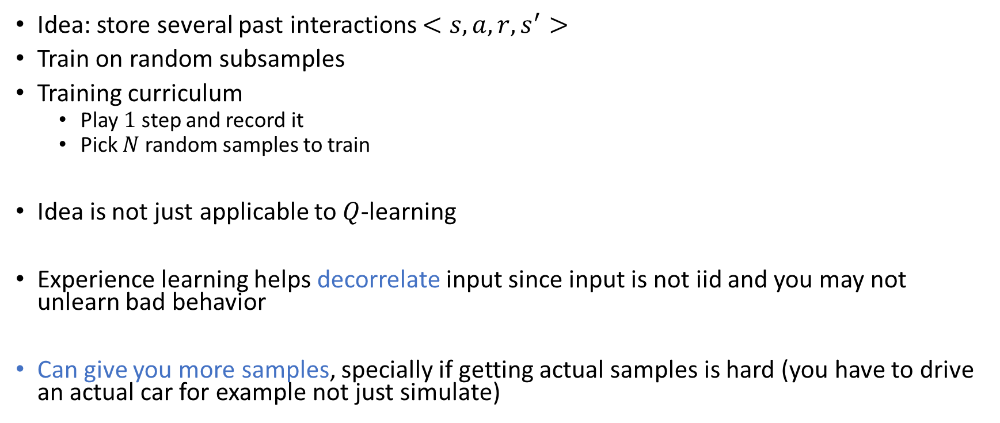 • Idea: store several past interactions < s, a, r, s′ >
• Train on random subsamples
• Training curriculum
• Play 1 step and record it
• Pick N random samples to train
• Idea is not just applicable to Q-learning
• Experience learning helps decorrelate input since input is not iid and you may not
unlearn bad behavior
• Can give you more samples, specially if getting actual samples is hard (you have to drive
an actual car for example not just simulate)